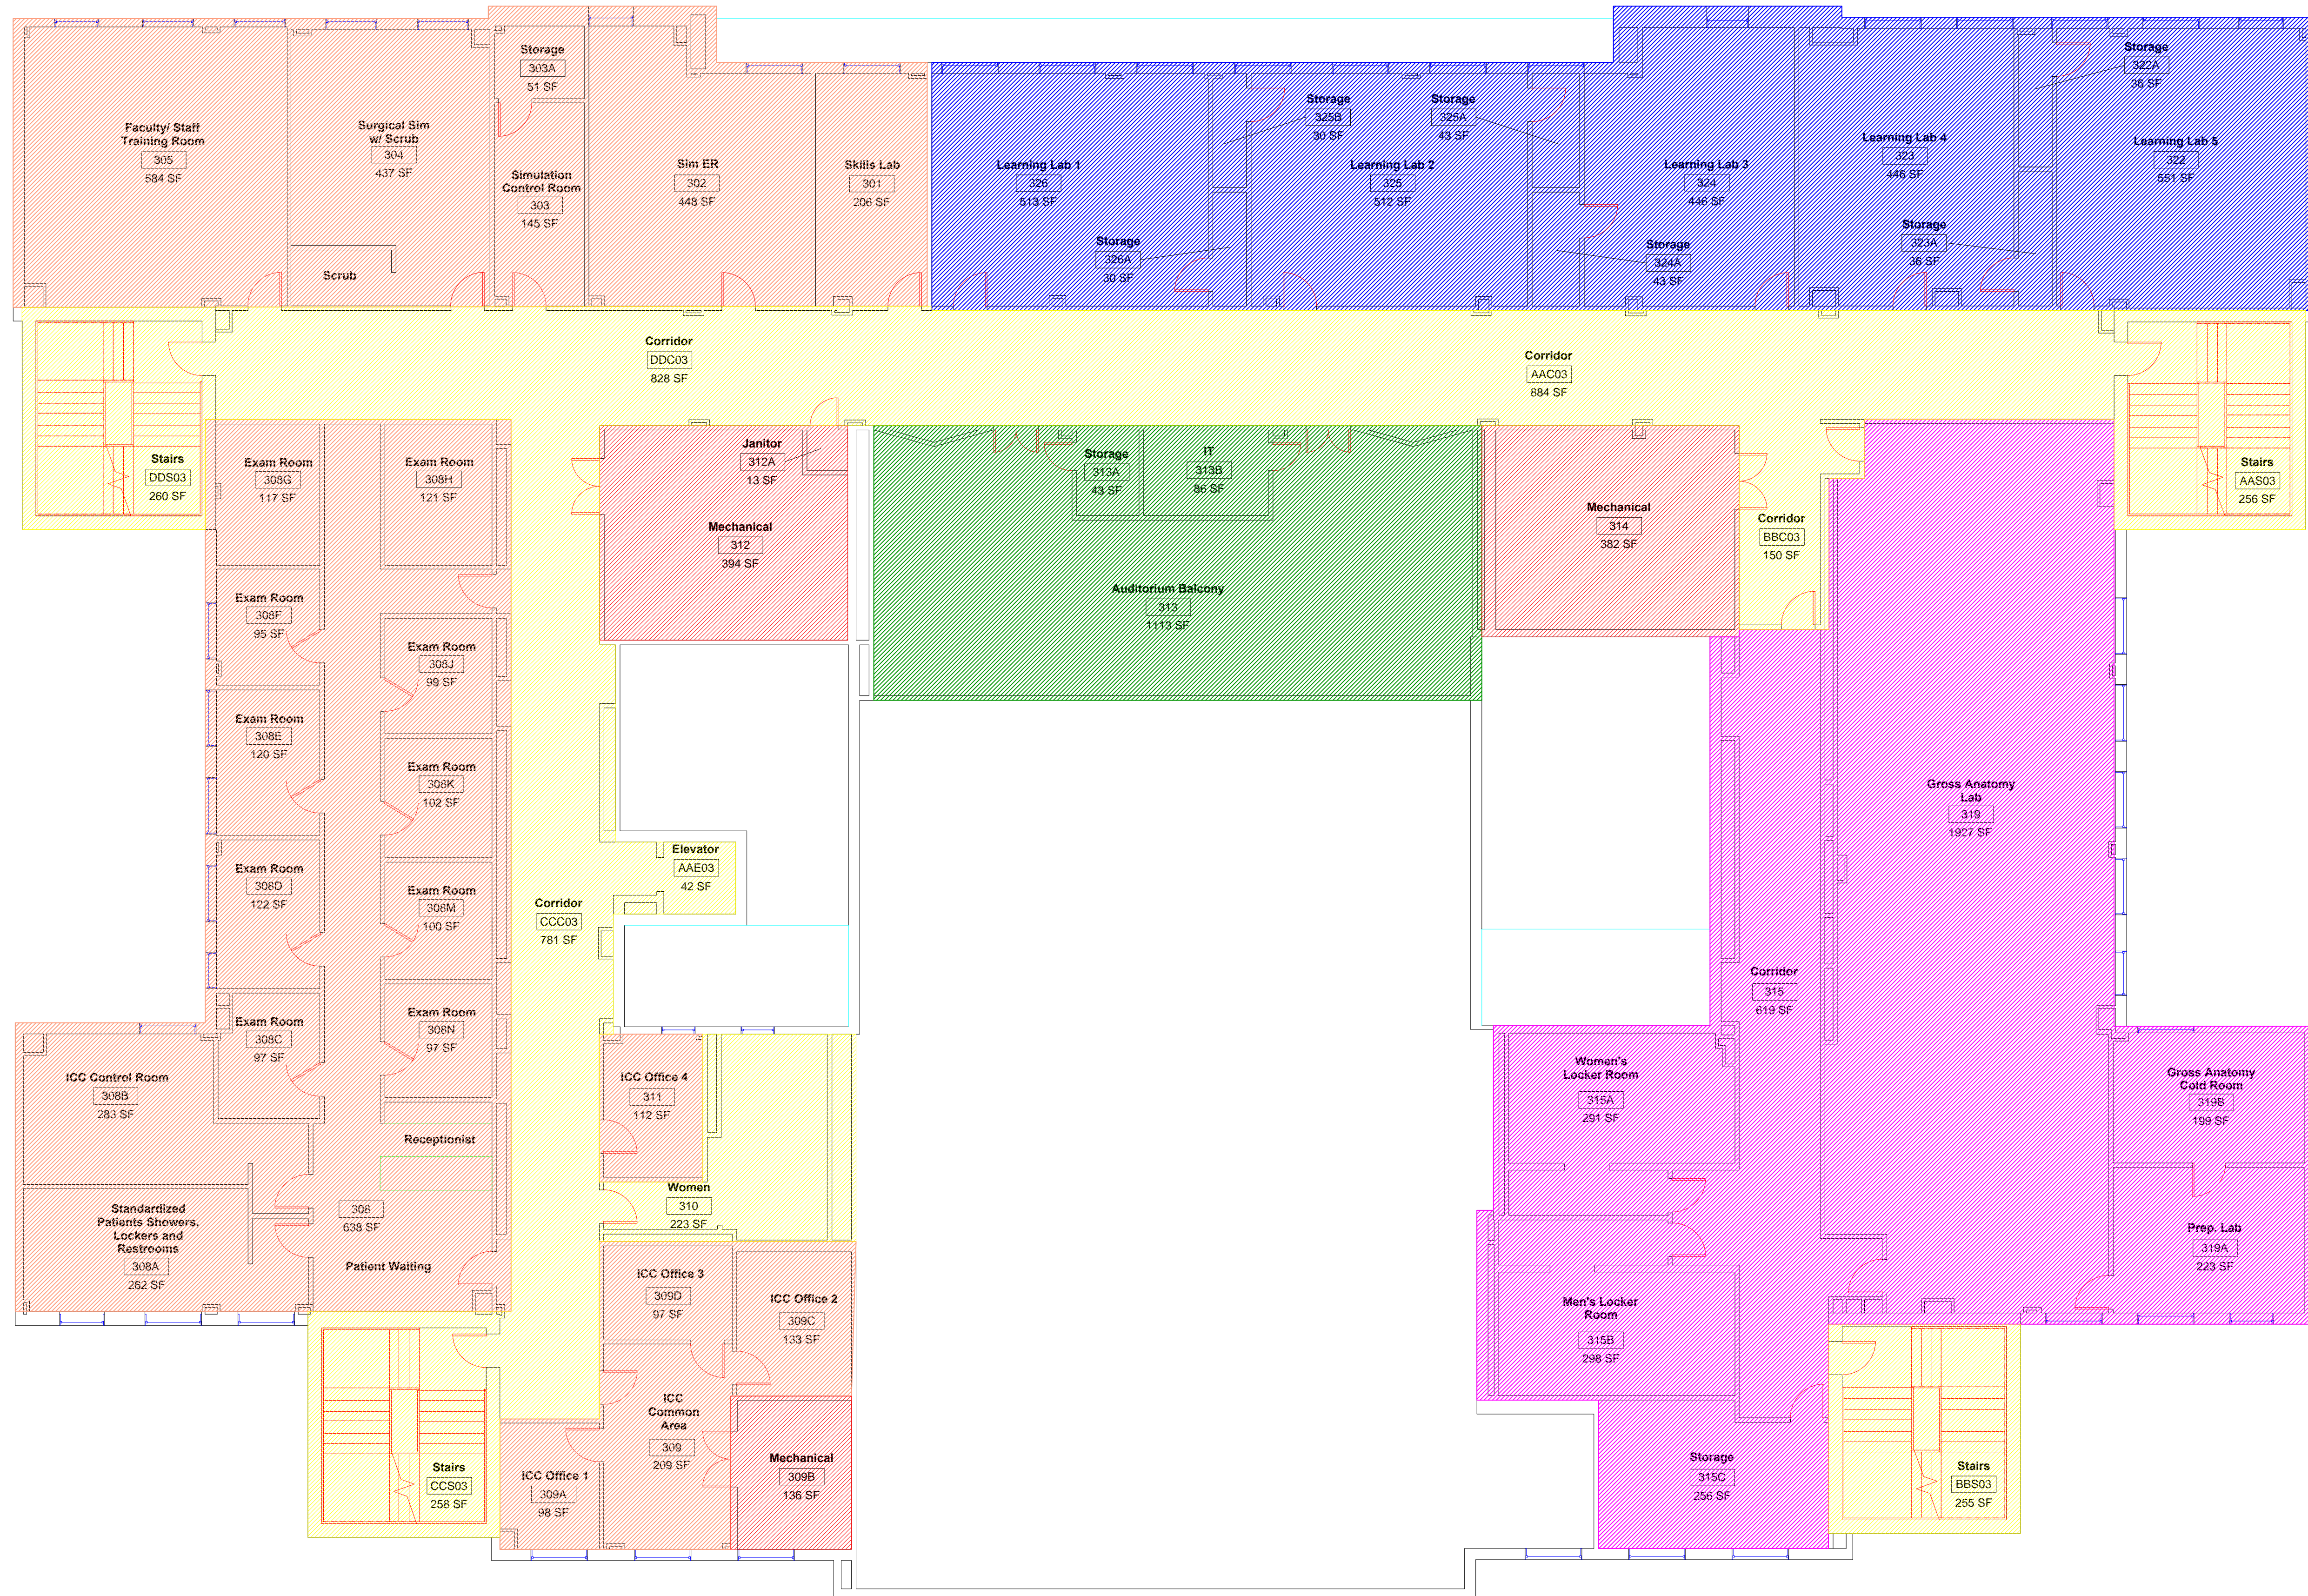 Storage
303A
51 SF
Storage
322A
36 SF
Faculty/ Staff
Training Room
305
584 SF
Surgical Sim
w/ Scrub
304
437 SF
Simulation
Control Room
303
145 SF
Sim ER
302
448 SF
Skills Lab
301
206 SF
Storage
325B
30 SF
Storage
325A
43 SF
Learning Lab 1
326
513 SF
Learning Lab 2
325
512 SF
Learning Lab 3
324
446 SF
Learning Lab 4
323
446 SF
Learning Lab 5
322
551 SF
Scrub
Storage
326A
30 SF
Storage
324A
43 SF
Storage
323A
36 SF
Corridor
DDC03
828 SF
Corridor
AAC03
884 SF
Stairs
DDS03
260 SF
Exam Room
308G
117 SF
Exam Room
308H
121 SF
Janitor
312A
13 SF
Mechanical
312
394 SF
Storage
313A
43 SF
IT
313B
86 SF
Auditorium Balcony
313
1113 SF
Mechanical
314
382 SF
Corridor
BBC03
150 SF
Stairs
AAS03
256 SF
Exam Room
308F
95 SF
Exam Room
308J
99 SF
Exam Room
308E
120 SF
Exam Room
308K
102 SF
Gross Anatomy
Lab
319
1927 SF
Exam Room
308D
122 SF
Exam Room
308M
100 SF
Elevator
AAE03
42 SF
Corridor
CCC03
781 SF
Corridor
315
619 SF
Exam Room
308C
97 SF
Exam Room
308N
97 SF
ICC Control Room
308B
283 SF
ICC Office 4
311
112 SF
Women's
Locker Room
315A
291 SF
Gross Anatomy
Cold Room
319B
199 SF
Receptionist
Standardized
Patients Showers,
Lockers and
Restrooms
308A
262 SF
308
638 SF
Patient Waiting
Women
310
223 SF
Prep. Lab
319A
223 SF
ICC Office 3
309D
97 SF
ICC Office 2
309C
133 SF
Men's Locker
Room
315B
298 SF
ICC
Common
Area
309
209 SF
Stairs
CCS03
258 SF
ICC Office 1
309A
98 SF
Mechanical
309B
136 SF
Storage
315C
256 SF
Stairs
BBS03
255 SF